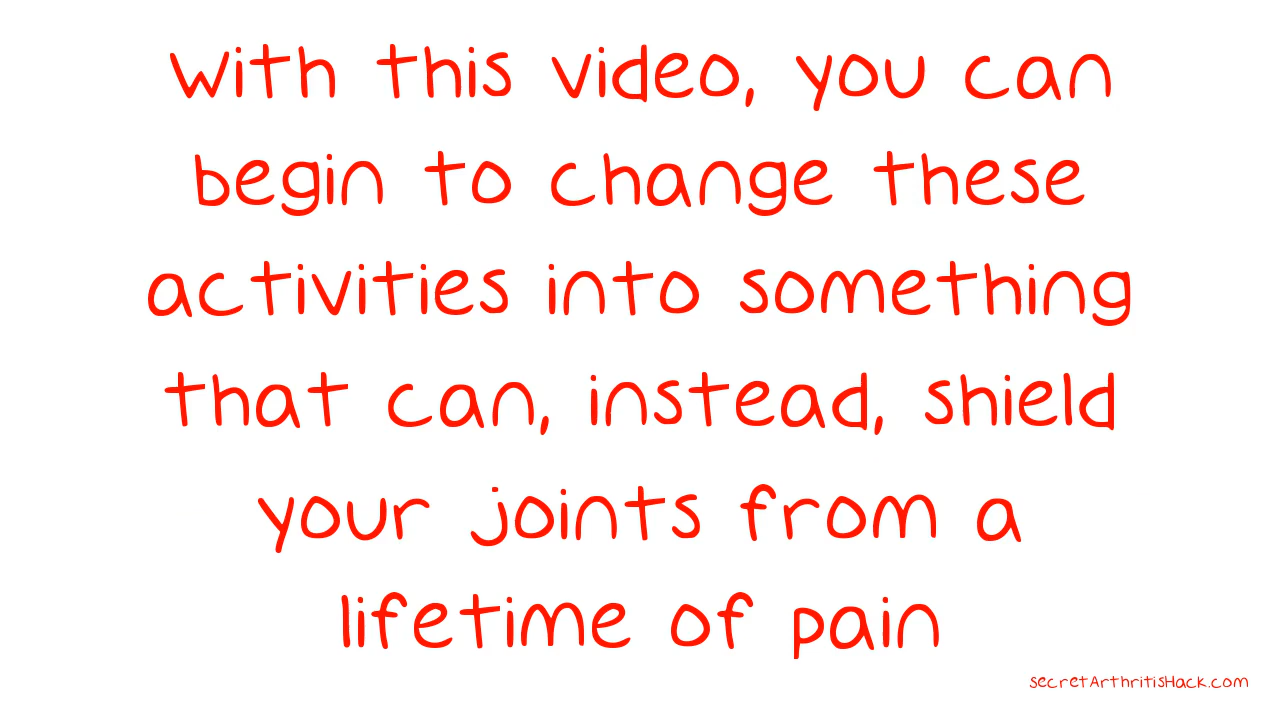 With this video, you can
begin to change these
activities into something
that can, instead, shield
your joints from a
lifetime of pain
secretArthritisHack.com